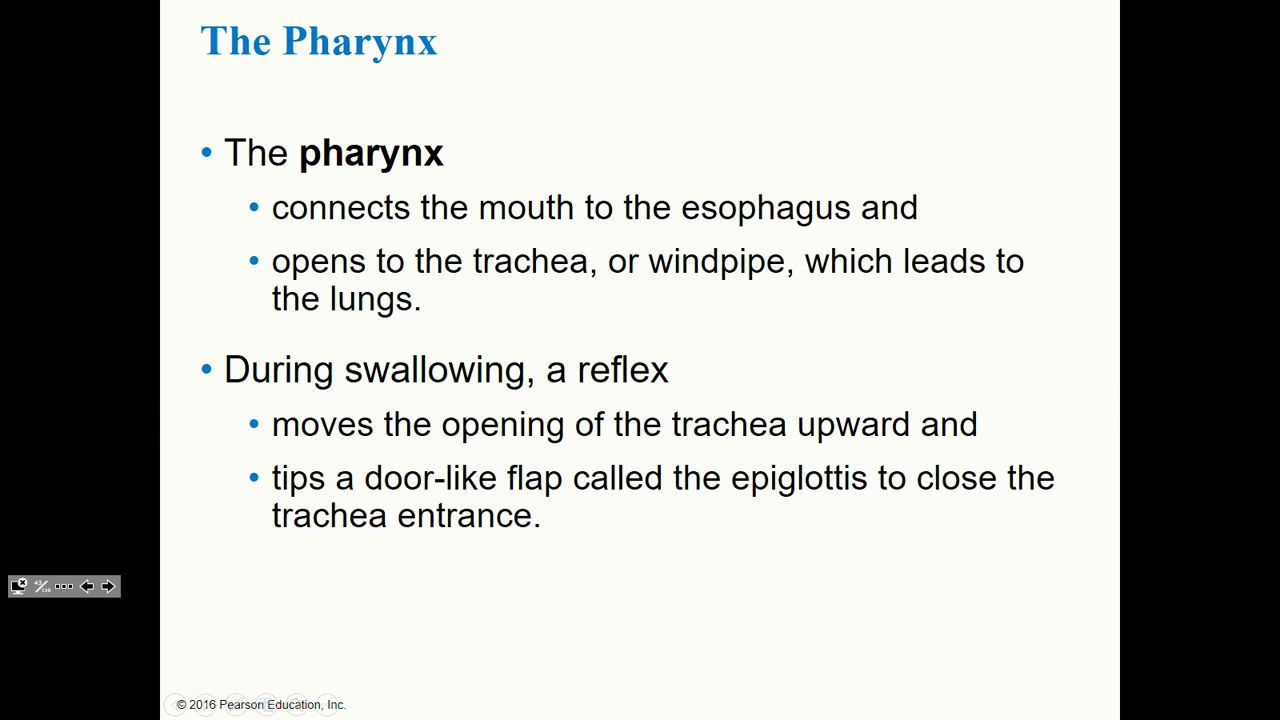 The Pharynx
• The pharynx
• connects the mouth to the esophagus and
• opens to the trachea, or windpipe, which leads to
the lungs.
• During swallowing, a reflex
• moves the opening of the trachea upward and
• tips a door-like flap called the epiglottis to close the
trachea entrance.
43/118
© 2016 Pearson Education, Inc.